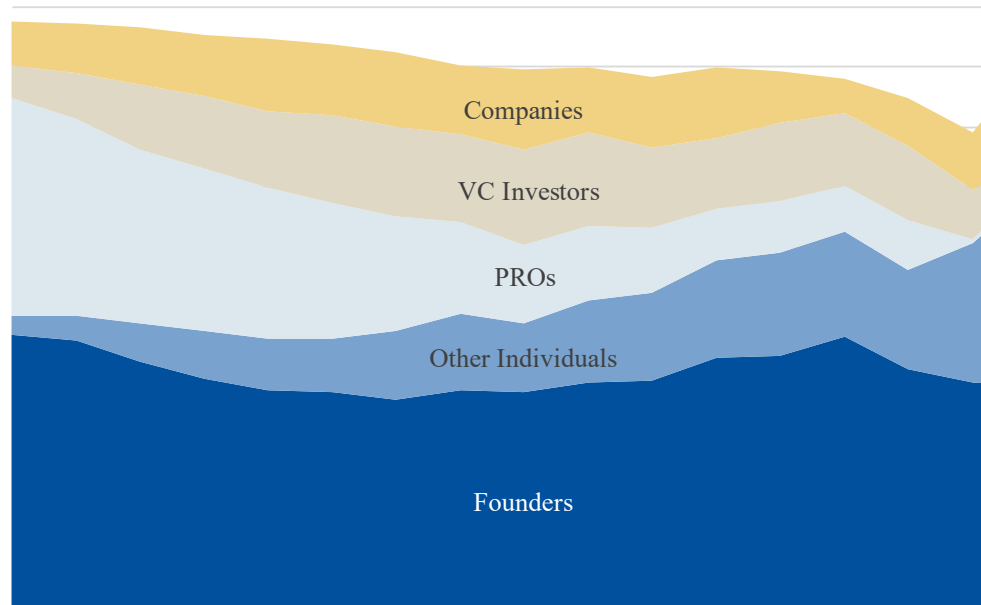 Companies
VC Investors
PROs
Other Individuals
Founders